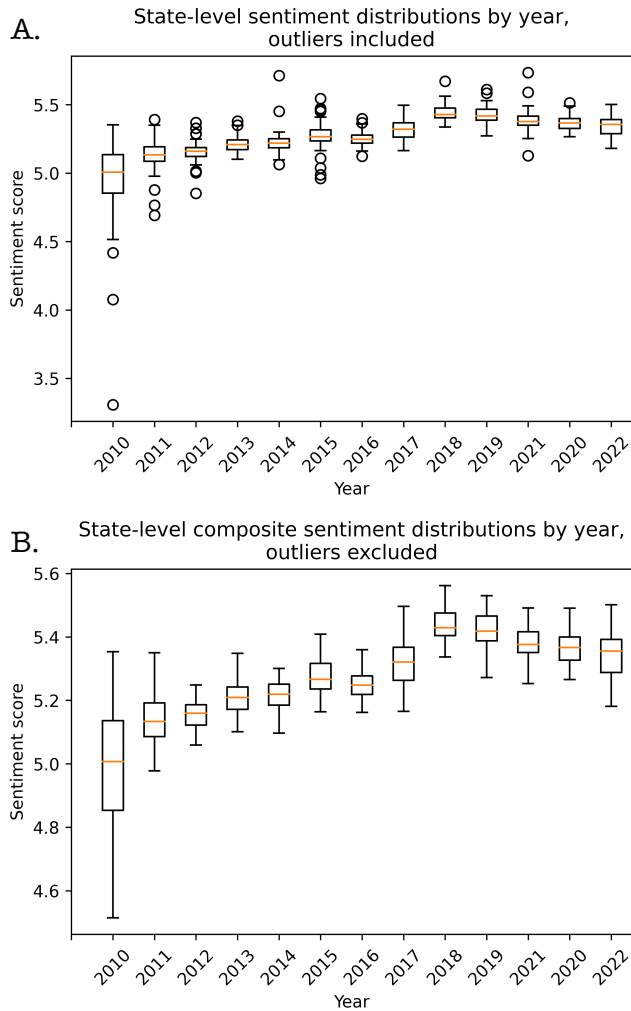 A.
State-level sentiment distributions by year,
outliers included
Sentiment score
5.5
5.0
4.5
4.0
3.5
2010 2011 2012 2013 2014 2015 2016 2017 2018 2019 2021 2020 2022
Year
B.
State-level composite sentiment distributions by year,
outliers excluded
Sentiment score
5.6
5.4
5.2
5.0
4.8
4.6
2010 2011 2012 2013 2014 2015 2016 2017 2018 2019 2021 2020 2022
Year